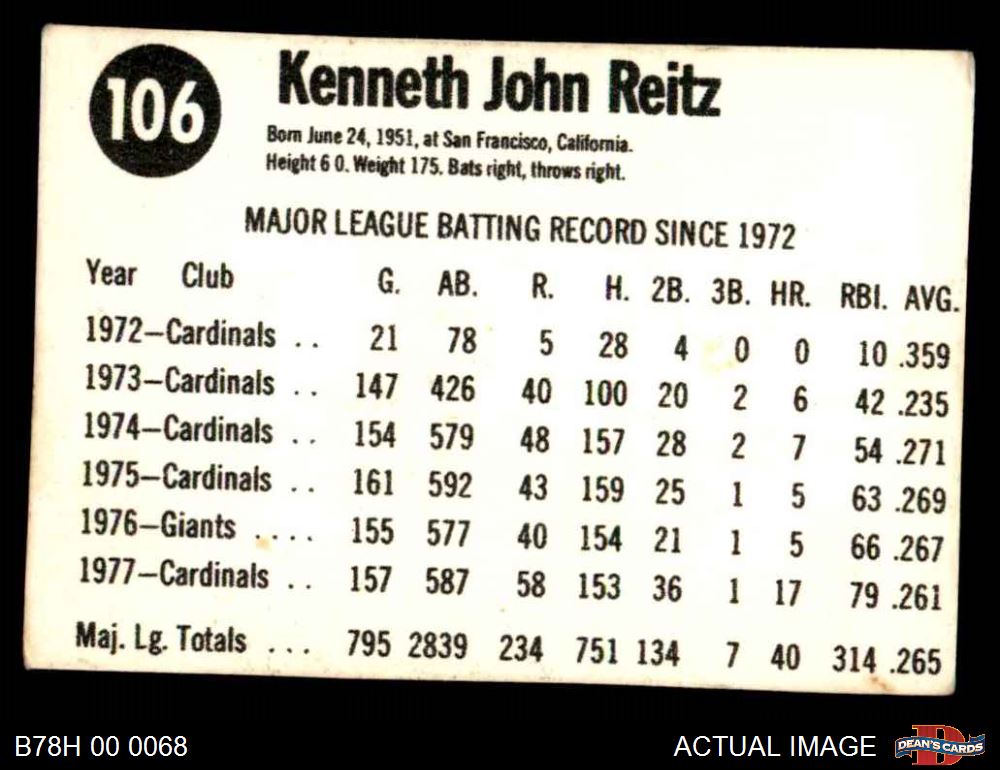 106
Kenneth John Reitz
Born June 24, 1951, at San Francisco, California.
Height 6 0. Weight 175. Bats right, throws right.
MAJOR LEAGUE BATTING RECORD SINCE 1972
Year Club G. AB. R. H. 2B. 3B. HR. RBI. AVG.
1972—Cardinals .. 21 78 5 28 4 0 0 10 .359
1973—Cardinals .. 147 426 40 100 20 2 6 42 .235
1974—Cardinals .. 154 579 48 157 28 2 7 54 .271
1975—Cardinals .. 161 592 43 159 25 1 5 63 .269
1976—Giants .... 155 577 40 154 21 1 5 66 .267
1977—Cardinals .. 157 587 58 153 36 1 17 79 .261
Maj. Lg. Totals ... 795 2839 234 751 134 7 40 314 .265
B78H 00 0068
ACTUAL IMAGE
D
DEAN'S CARDS